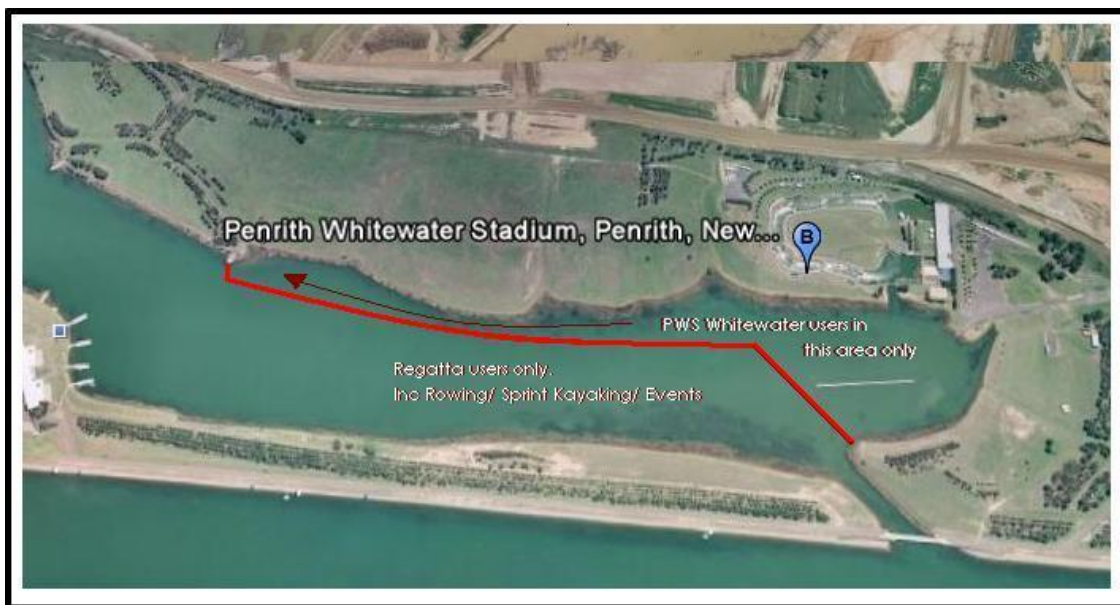 Penrith Whitewater Stadium, Penrith, New...
B
PWS Whitewater users in
this area only
Regatta users only.
Inc Rowing/ Sprint Kayaking/ Events